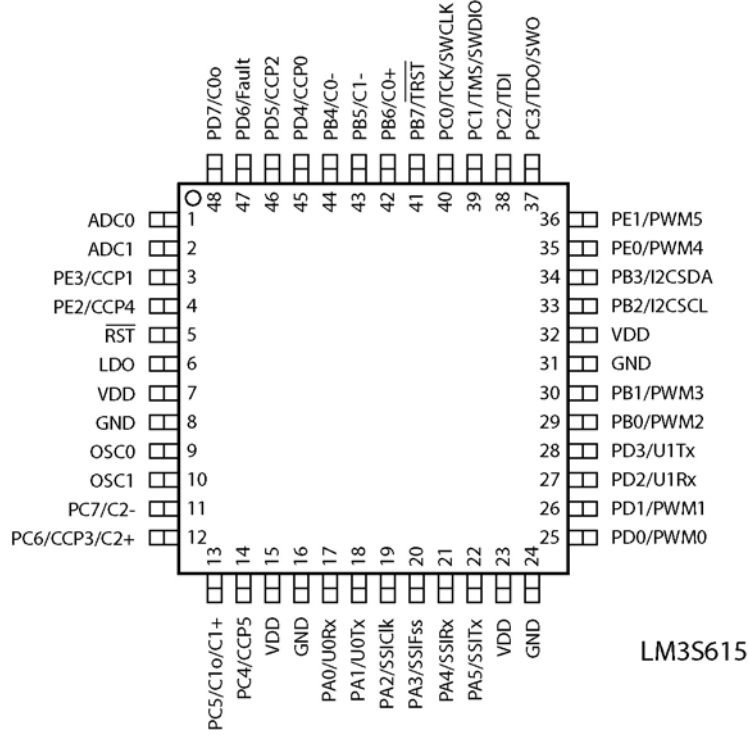 PD7/C0o
PD6/Fault
PD5/CCP2
PD4/CCP0
PB4/C0-
PB5/C1-
PB6/C0+
PB7/TRST
PC0/TCK/SWCLK
PC1/TMS/SWDIO
PC2/TDI
PC3/TDO/SWO
48
47
46
45
44
43
42
41
40
39
38
37
ADC0 1
ADC1 2
PE3/CCP1 3
PE2/CCP4 4
RST 5
LDO 6
VDD 7
GND 8
OSC0 9
OSC1 10
PC7/C2- 11
PC6/CCP3/C2+ 12
36 PE1/PWM5
35 PE0/PWM4
34 PB3/I2CSDA
33 PB2/I2CSCL
32 VDD
31 GND
30 PB1/PWM3
29 PB0/PWM2
28 PD3/U1Tx
27 PD2/U1Rx
26 PD1/PWM1
25 PD0/PWM0
13
14
15
16
17
18
19
20
21
22
23
24
PC5/C1o/C1+
PC4/CCP5
VDD
GND
PA0/U0Rx
PA1/U0Tx
PA2/SSIClk
PA3/SSIFss
PA4/SSIRx
PA5/SSITx
VDD
GND
LM3S615